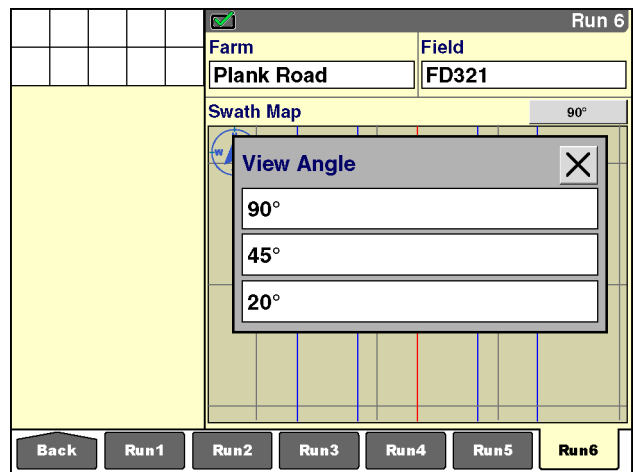 Run 6
Farm Field
Plank Road FD321
Swath Map 90°
W
View Angle
90°
45°
20°
Back Run1 Run2 Run3 Run4 Run5 Run6